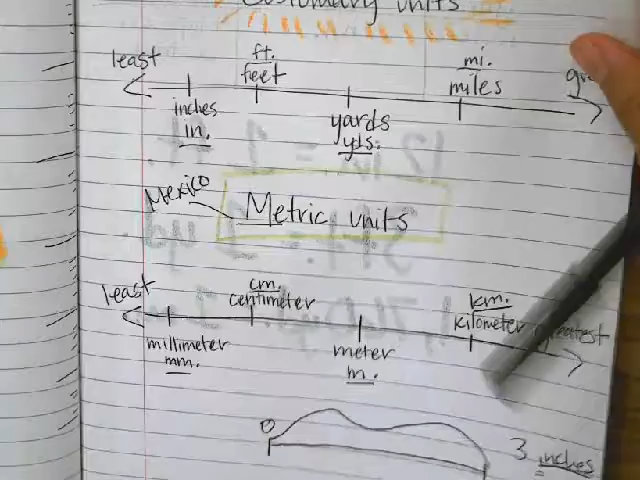 Customary units
least
ft.
feet
mi.
miles
inches
in.
yards
yds.
Mexico
Metric units
least
cm.
centimeter
km.
kilometer
greatest
millimeter
mm.
meter
m.
0
3 inches